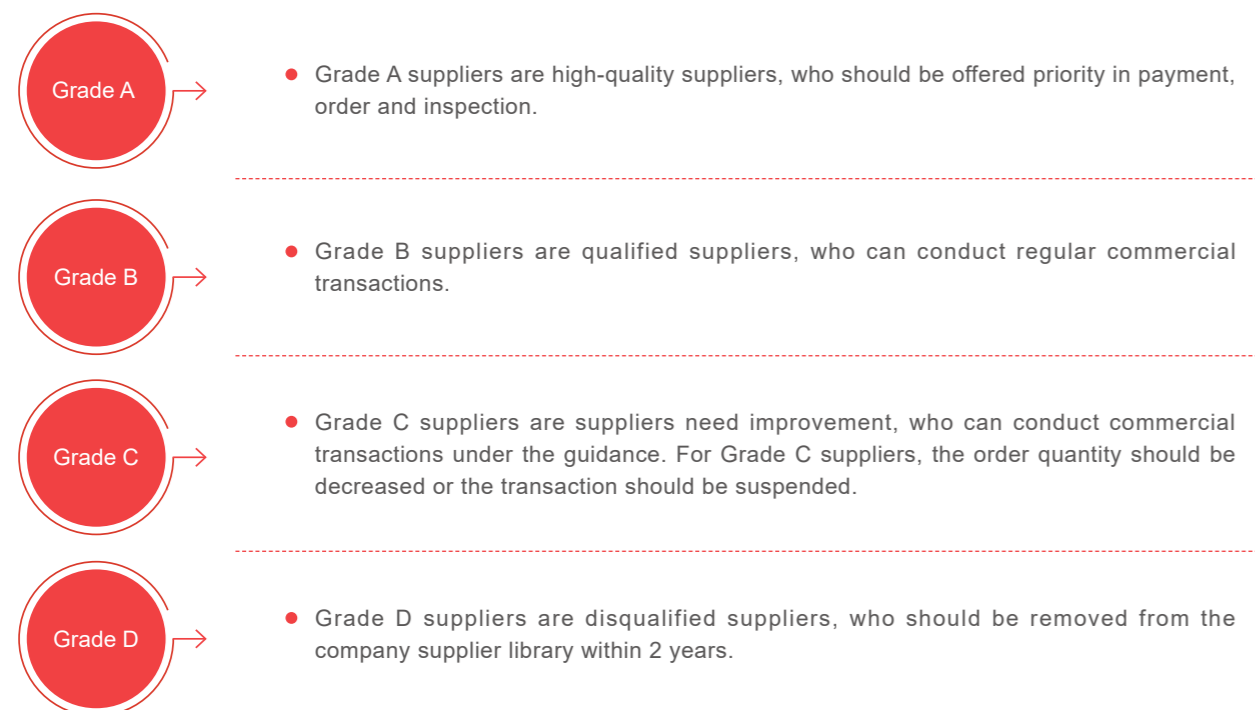 Grade A
Grade A suppliers are high-quality suppliers, who should be offered priority in payment,
order and inspection.
Grade B
Grade B suppliers are qualified suppliers, who can conduct regular commercial
transactions.
Grade C
Grade C suppliers are suppliers need improvement, who can conduct commercial
transactions under the guidance. For Grade C suppliers, the order quantity should be
decreased or the transaction should be suspended.
Grade D
Grade D suppliers are disqualified suppliers, who should be removed from the
company supplier library within 2 years.